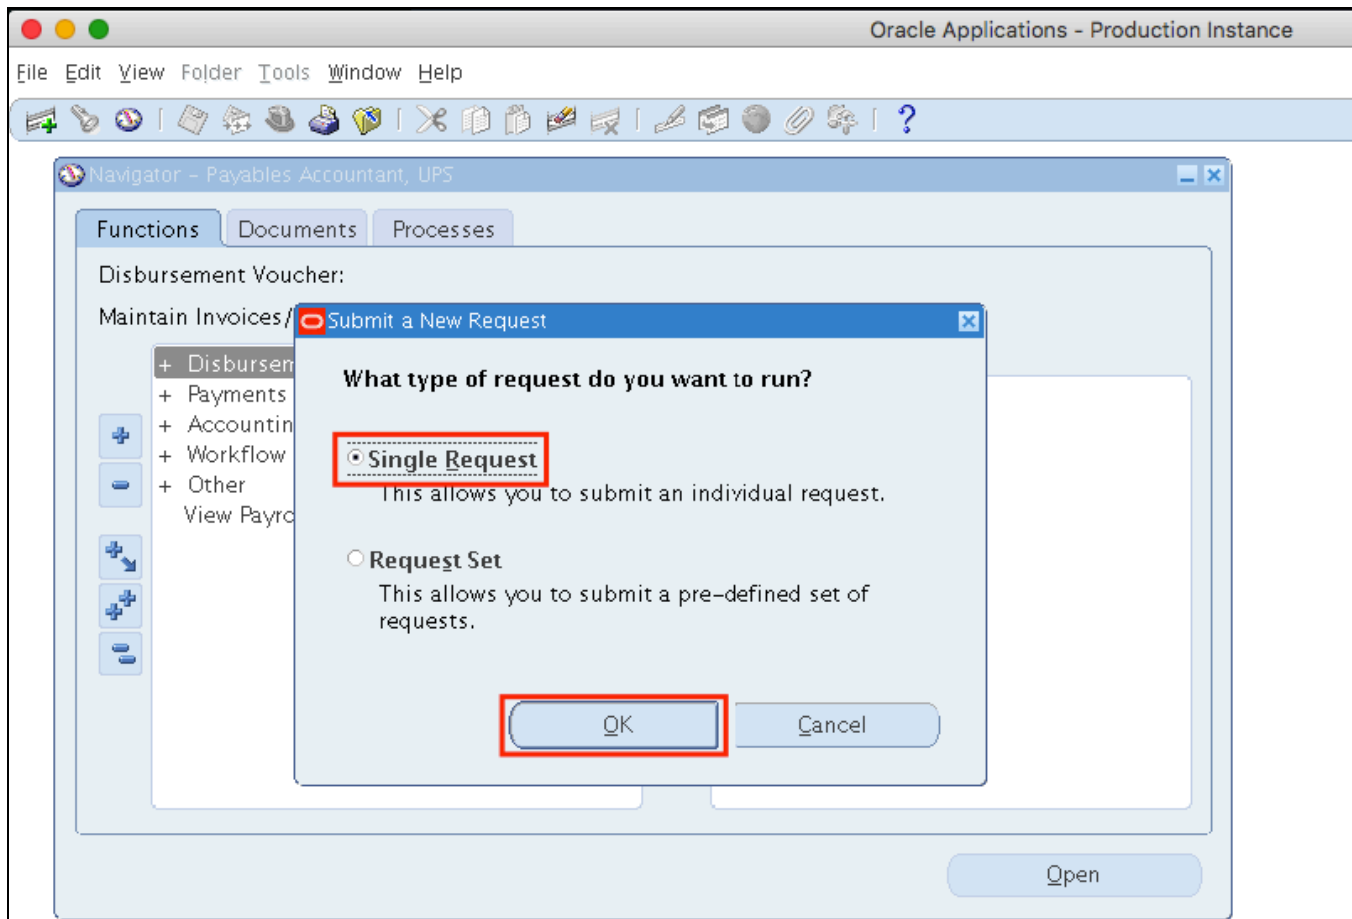 Oracle Applications - Production Instance
File Edit View Folder Tools Window Help
Navigator - Payables Accountant, UPS
Functions Documents Processes
Disbursement Voucher:
Maintain Invoices/
Submit a New Request
What type of request do you want to run?
+ Disbursem
+ Payments
+ Accountin
+ Workflow
+ Other
View Payro
Single Request
This allows you to submit an individual request.
Request Set
This allows you to submit a pre-defined set of
requests.
OK Cancel
Open